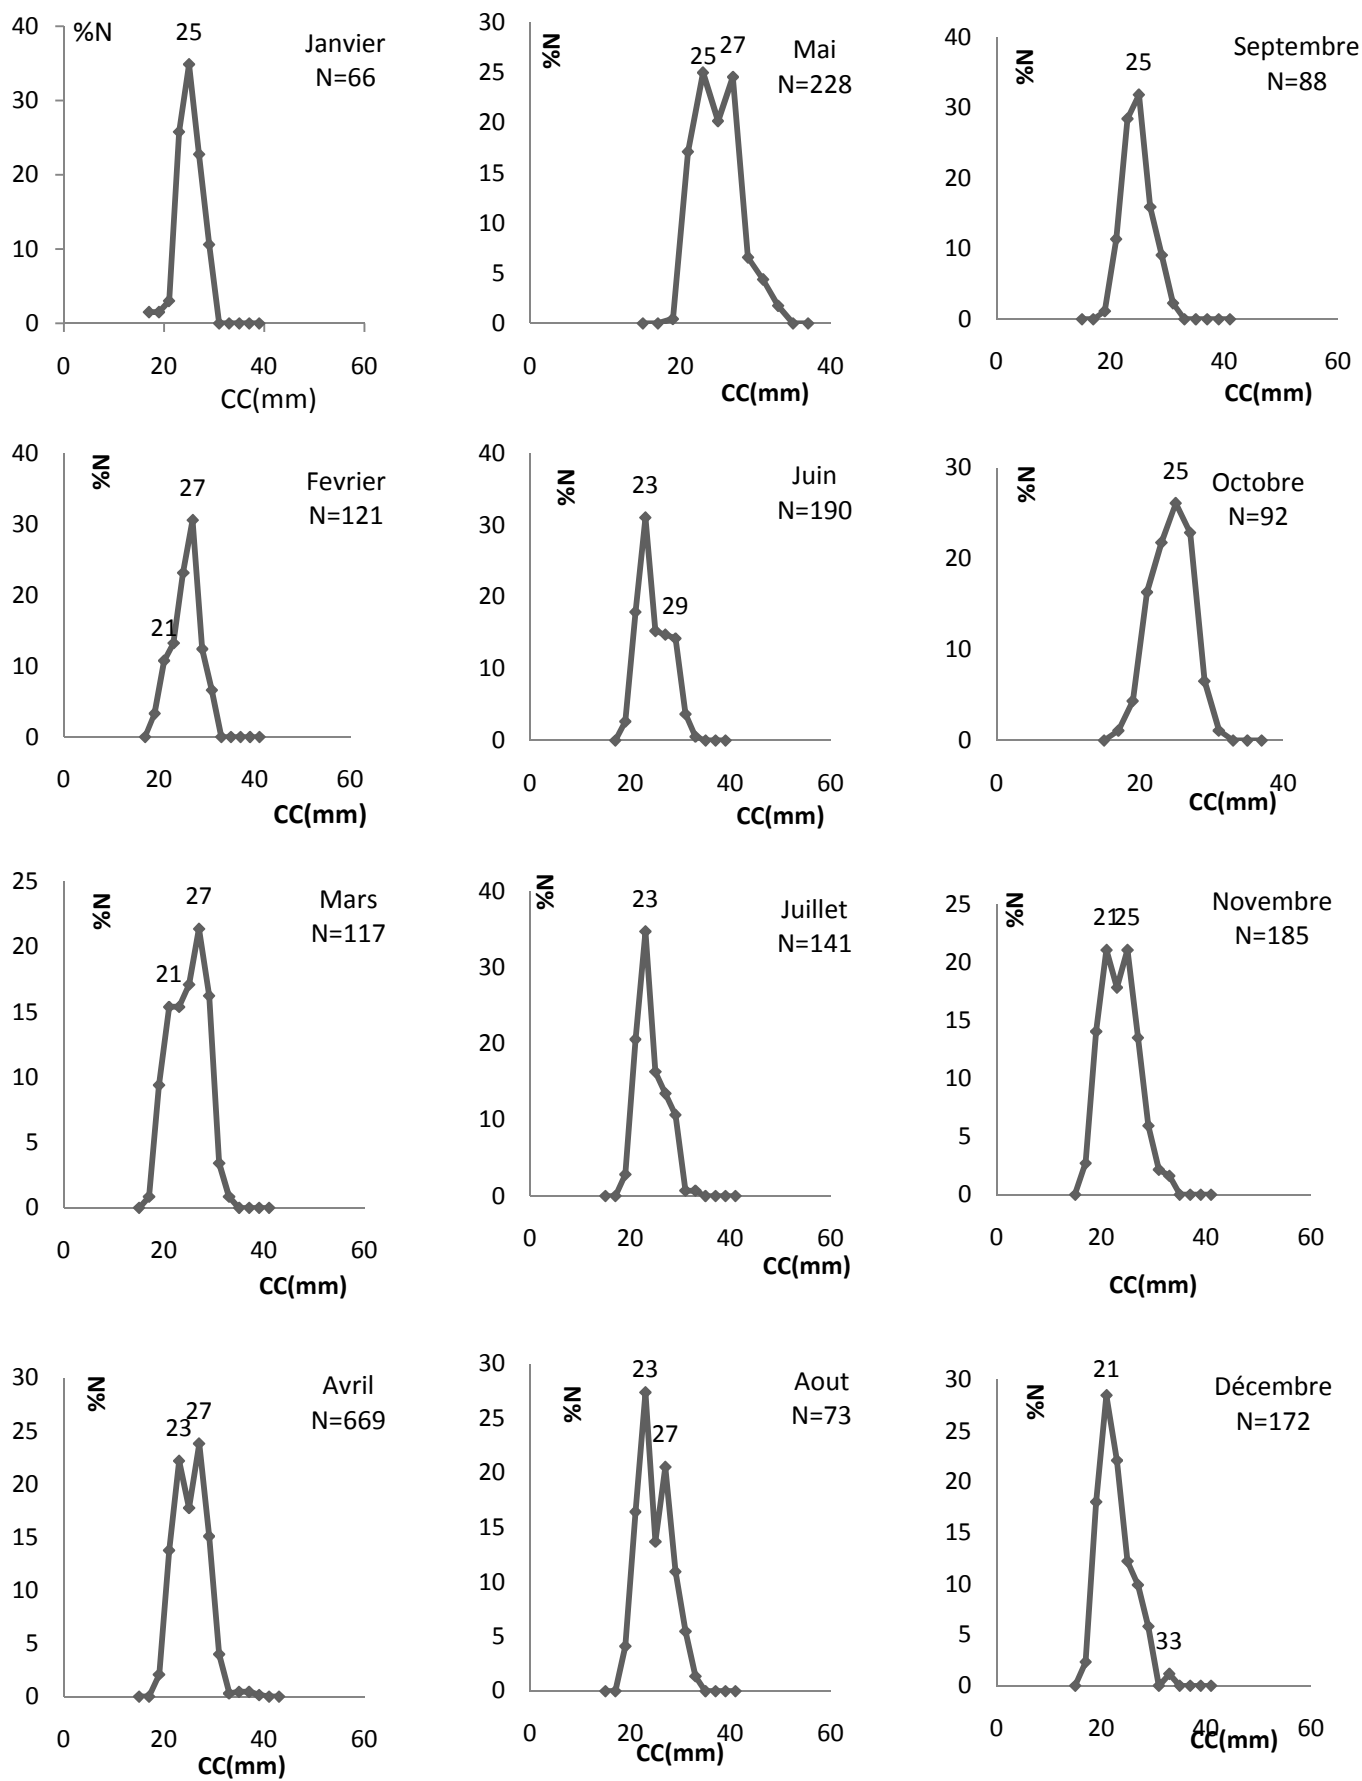 40
%N
25
Janvier
N=66
30
20
10
0
0 20 40 60
CC(mm)
30
%N
25 27
Mai
N=228
25
20
15
10
5
0
0 20 40
CC(mm)
40
%N
25
Septembre
N=88
30
20
10
0
0 20 40 60
CC(mm)
40
%N
27
Fevrier
N=121
30
20
21
10
0
0 20 40 60
CC(mm)
40
%N
23
Juin
N=190
30
20
29
10
0
0 20 40 60
CC(mm)
30
%N
25
Octobre
N=92
20
10
0
0 20 40
CC(mm)
25
%N
27
Mars
N=117
20
21
15
10
5
0
0 20 40 60
CC(mm)
40
%N
23
Juillet
N=141
30
20
10
0
0 20 40 60
CC(mm)
25
%N
21 25
Novembre
N=185
20
15
10
5
0
0 20 40 60
CC(mm)
30
%N
23 27
Avril
N=669
25
20
15
10
5
0
0 20 40 60
CC(mm)
30
%N
23
Aout
N=73
25
27
20
15
10
5
0
0 20 40 60
CC(mm)
30
%N
21
Décembre
N=172
25
20
15
10
5
33
0
0 20 40 60
CC(mm)